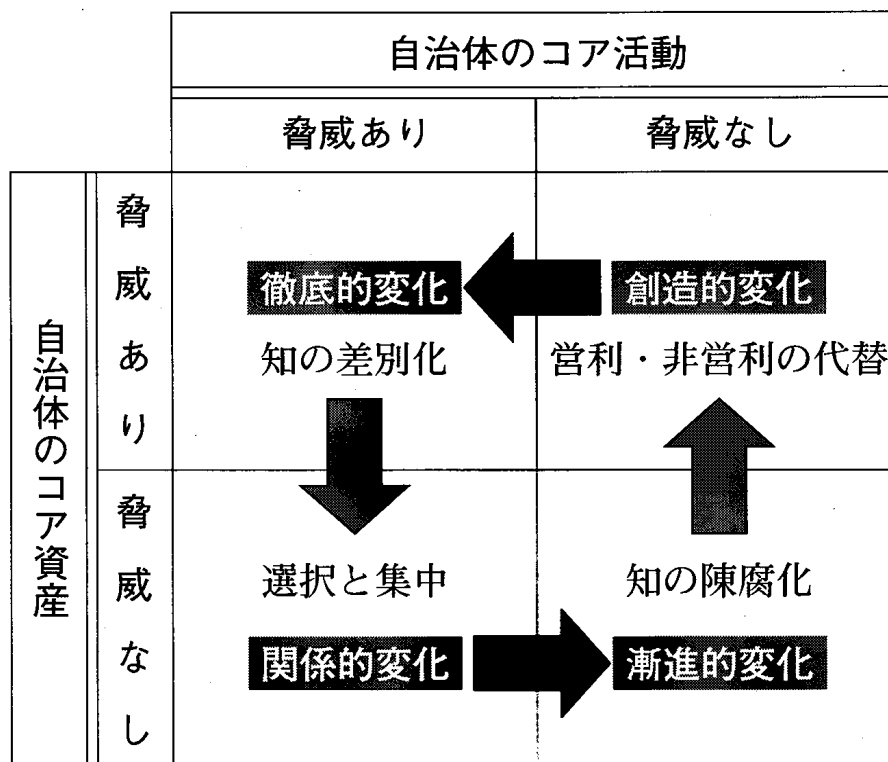 自治体のコア活動
脅威あり
脅威なし
自治体のコア資産
脅威あり
徹底的変化
創造的変化
知の差別化
営利・非営利の代替
脅威なし
選択と集中
知の陳腐化
関係的変化
漸進的変化